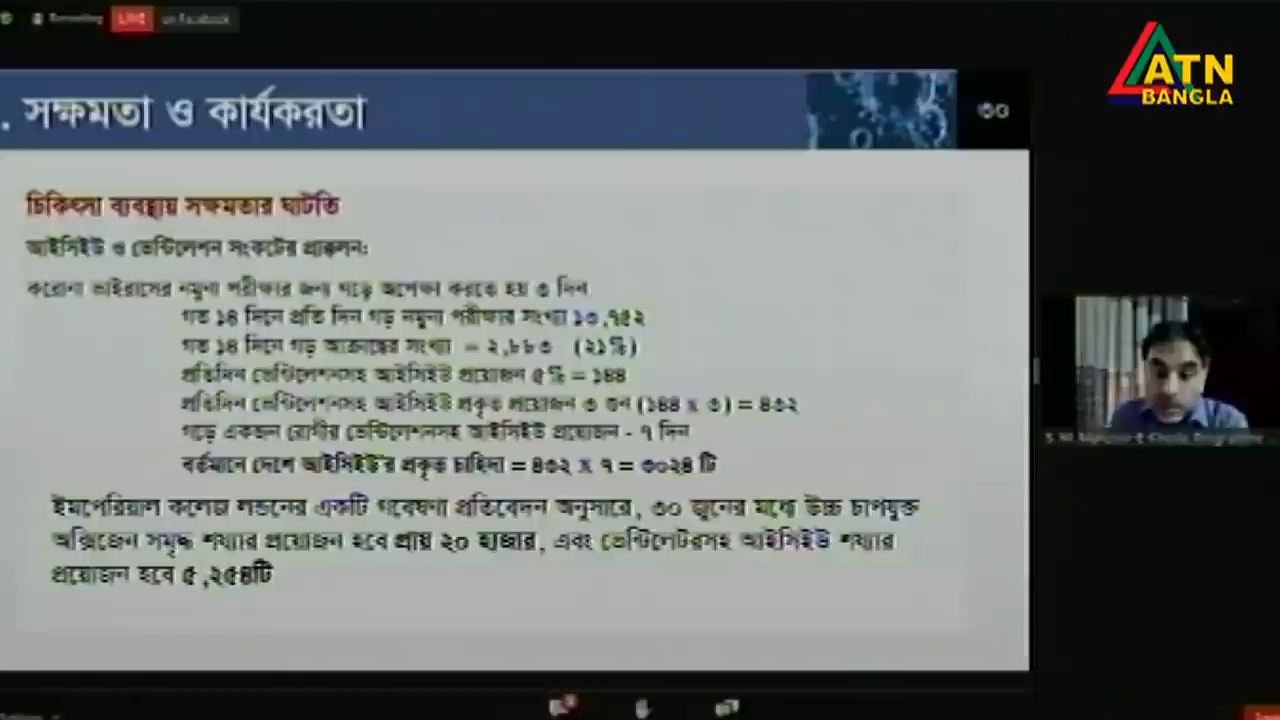 Recording LIVE on Facebook
ATN
BANGLA
. সক্ষমতা ও কার্যকরতা
৩০
চিকিৎসা ব্যবস্থায় সক্ষমতার ঘাটতি
আইসিইউ ও ভেন্টিলেশন সংকটের প্রাক্কলন:
করোনা ভাইরাসের নমুনা পরীক্ষার জন্য গড়ে অপেক্ষা করতে হয় ৩ দিন
গত ১৪ দিনে প্রতি দিন গড় নমুনা পরীক্ষার সংখ্যা ১৩,৭৫২
গত ১৪ দিনে গড় আক্রান্তের সংখ্যা = ২,৮৮৩ (২১%)
প্রতিদিন ভেন্টিলেশনসহ আইসিইউ প্রয়োজন ৫% = ১৪৪
প্রতিদিন ভেন্টিলেশনসহ আইসিইউ প্রকৃত প্রয়োজন ৩ গুন (১৪৪ x ৩) = ৪৩২
গড়ে একজন রোগীর ভেন্টিলেশনসহ আইসিইউ প্রয়োজন - ৭ দিন
বর্তমানে দেশে আইসিইউ'র প্রকৃত চাহিদা = ৪৩২ x ৭ = ৩০২৪ টি
ইমপেরিয়াল কলেজ লন্ডনের একটি গবেষণা প্রতিবেদন অনুসারে, ৩০ জুনের মধ্যে উচ্চ চাপযুক্ত
অক্সিজেন সমৃদ্ধ শয্যার প্রয়োজন হবে প্রায় ২০ হাজার, এবং ভেন্টিলেটরসহ আইসিইউ শয্যার
প্রয়োজন হবে ৫,২৫৪টি